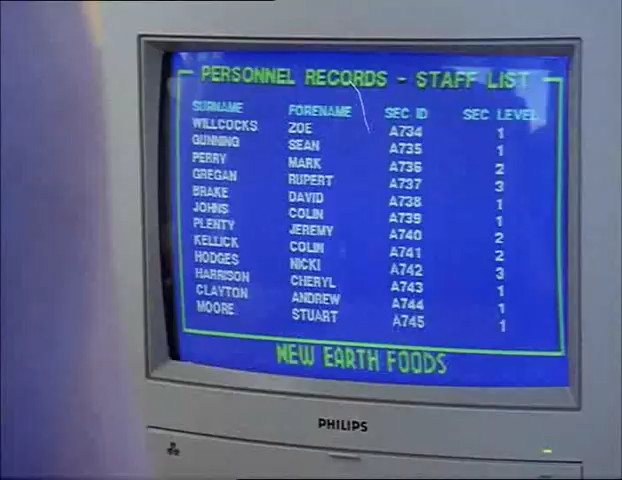 PERSONNEL RECORDS - STAFF LIST
SURNAME FORENAME SEC ID SEC LEVEL
WILLCOCKS ZOE A734 1
GUNNING SEAN A735 1
PERRY MARK A736 2
GREGAN RUPERT A737 3
BRAKE DAVID A738 1
JOHNS COLIN A739 1
PLENTY JEREMY A740 2
KELLICK COLIN A741 2
HODGES NICKI A742 3
HARRISON CHERYL A743 1
CLAYTON ANDREW A744 1
MOORE STUART A745 1
NEW EARTH FOODS
PHILIPS